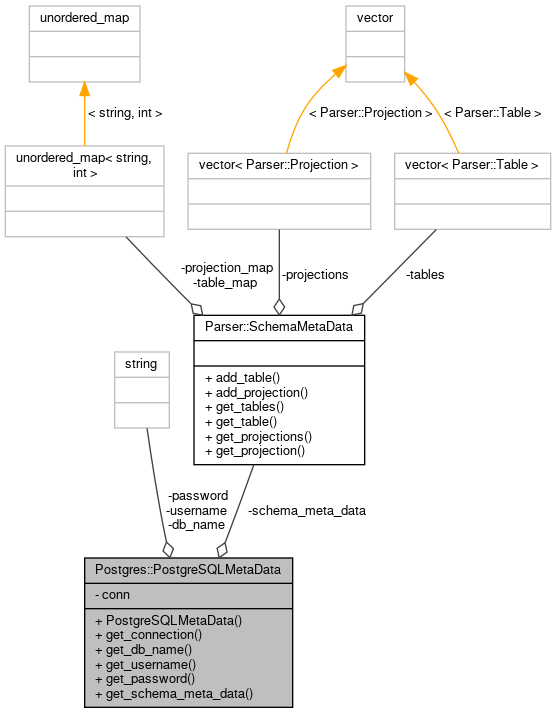 unordered_map
vector
< string, int >
< Parser::Projection >
< Parser::Table >
unordered_map< string,
int >
vector< Parser::Projection >
vector< Parser::Table >
-projection_map
-table_map
-projections
-tables
Parser::SchemaMetaData
+ add_table()
+ add_projection()
+ get_tables()
+ get_table()
+ get_projections()
+ get_projection()
string
-password
-username
-db_name
-schema_meta_data
Postgres::PostgreSQLMetaData
- conn
+ PostgreSQLMetaData()
+ get_connection()
+ get_db_name()
+ get_username()
+ get_password()
+ get_schema_meta_data()